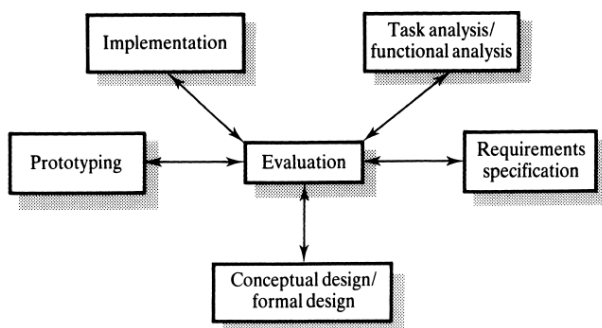 Implementation
Task analysis/
functional analysis
Prototyping
Evaluation
Requirements
specification
Conceptual design/
formal design